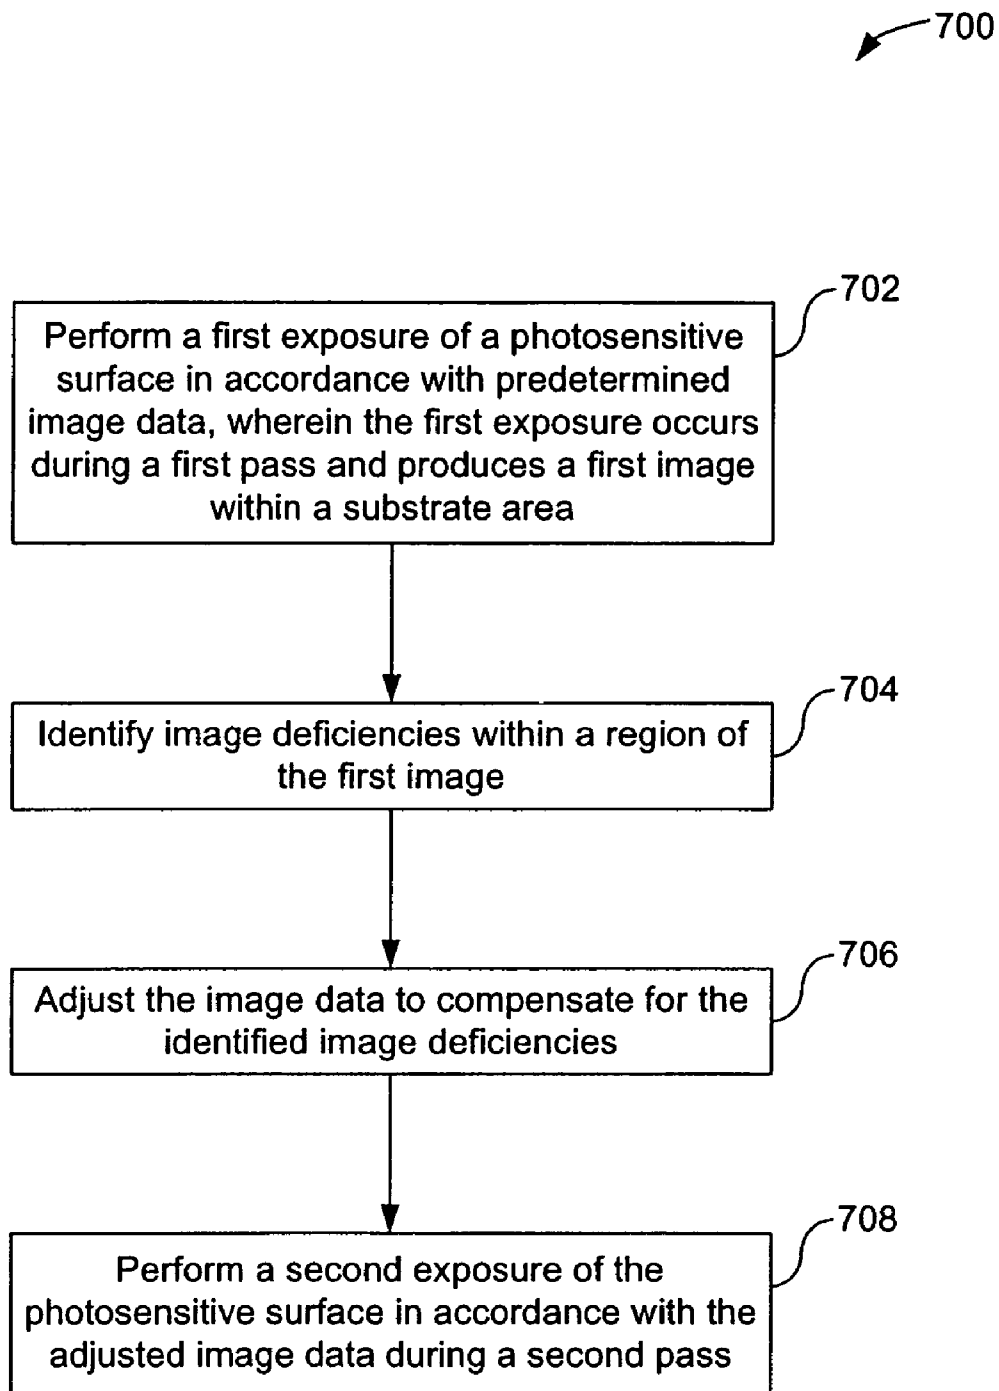 700
702
Perform a first exposure of a photosensitive
surface in accordance with predetermined
image data, wherein the first exposure occurs
during a first pass and produces a first image
within a substrate area
704
Identify image deficiencies within a region of
the first image
706
Adjust the image data to compensate for the
identified image deficiencies
708
Perform a second exposure of the
photosensitive surface in accordance with the
adjusted image data during a second pass